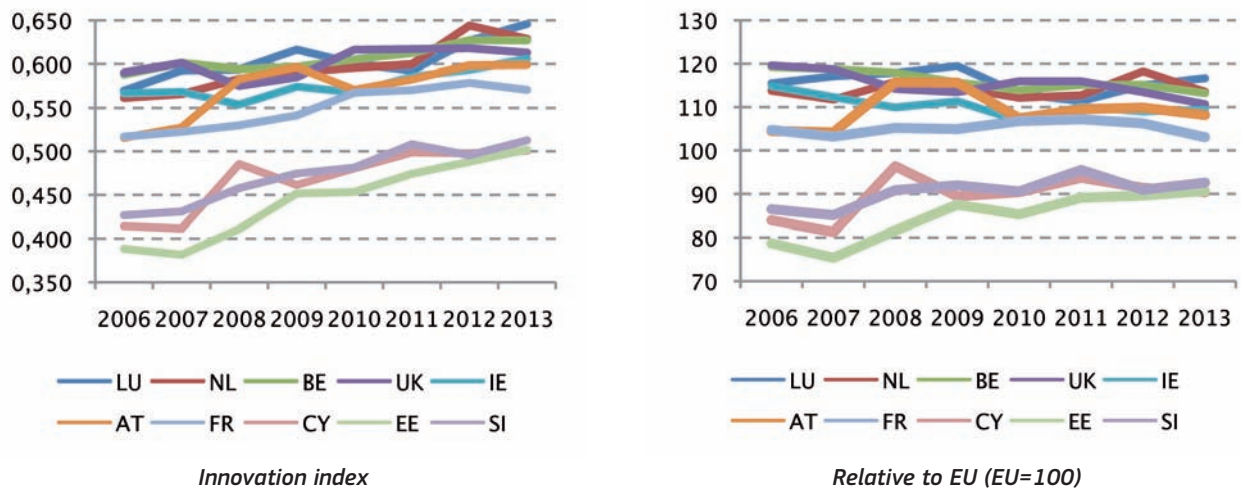 0,650
0,600
0,550
0,500
0,450
0,400
0,350
2006 2007 2008 2009 2010 2011 2012 2013
LU NL BE UK IE
AT FR CY EE SI
Innovation index
130
120
110
100
90
80
70
2006 2007 2008 2009 2010 2011 2012 2013
LU NL BE UK IE
AT FR CY EE SI
Relative to EU (EU=100)